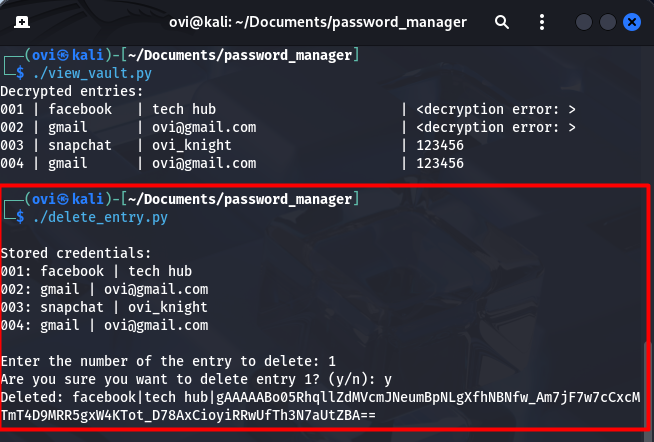 ovi@kali: ~/Documents/password_manager
┌──(ovi㉿kali)-[~/Documents/password_manager]
└─$ ./view_vault.py
Decrypted entries:
001 | facebook   | tech hub                       | <decryption error: >
002 | gmail      | ovi@gmail.com                  | <decryption error: >
003 | snapchat   | ovi_knight                     | 123456
004 | gmail      | ovi@gmail.com                  | 123456
┌──(ovi㉿kali)-[~/Documents/password_manager]
└─$ ./delete_entry.py
Stored credentials:
001: facebook | tech hub
002: gmail | ovi@gmail.com
003: snapchat | ovi_knight
004: gmail | ovi@gmail.com
Enter the number of the entry to delete: 1
Are you sure you want to delete entry 1? (y/n): y
Deleted: facebook|tech hub|gAAAAABo05RhqllZdMVcmJNeumBpNLgXfhNBNfw_Am7jF7w7cCxcM
TmT4D9MRR5gxW4KTot_D78AxCioyiRRwUfTh3N7aUtZBA==